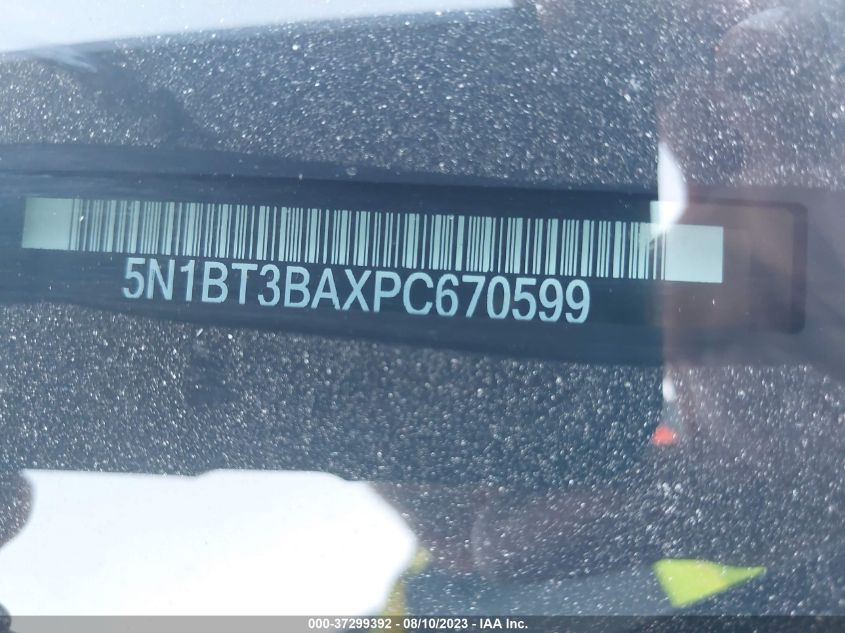 5N1BT3BAXPC670599
000-37299392 - 08/10/2023 - IAA Inc.